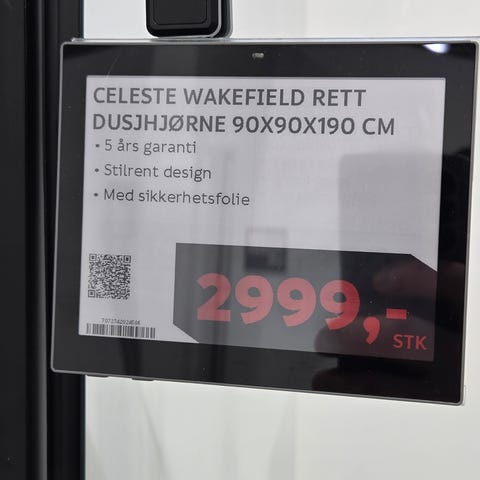 CELESTE WAKEFIELD RETT
DUSJHJØRNE 90X90X190 CM
• 5 års garanti
• Stilrent design
• Med sikkerhetsfolie
2999,-
STK